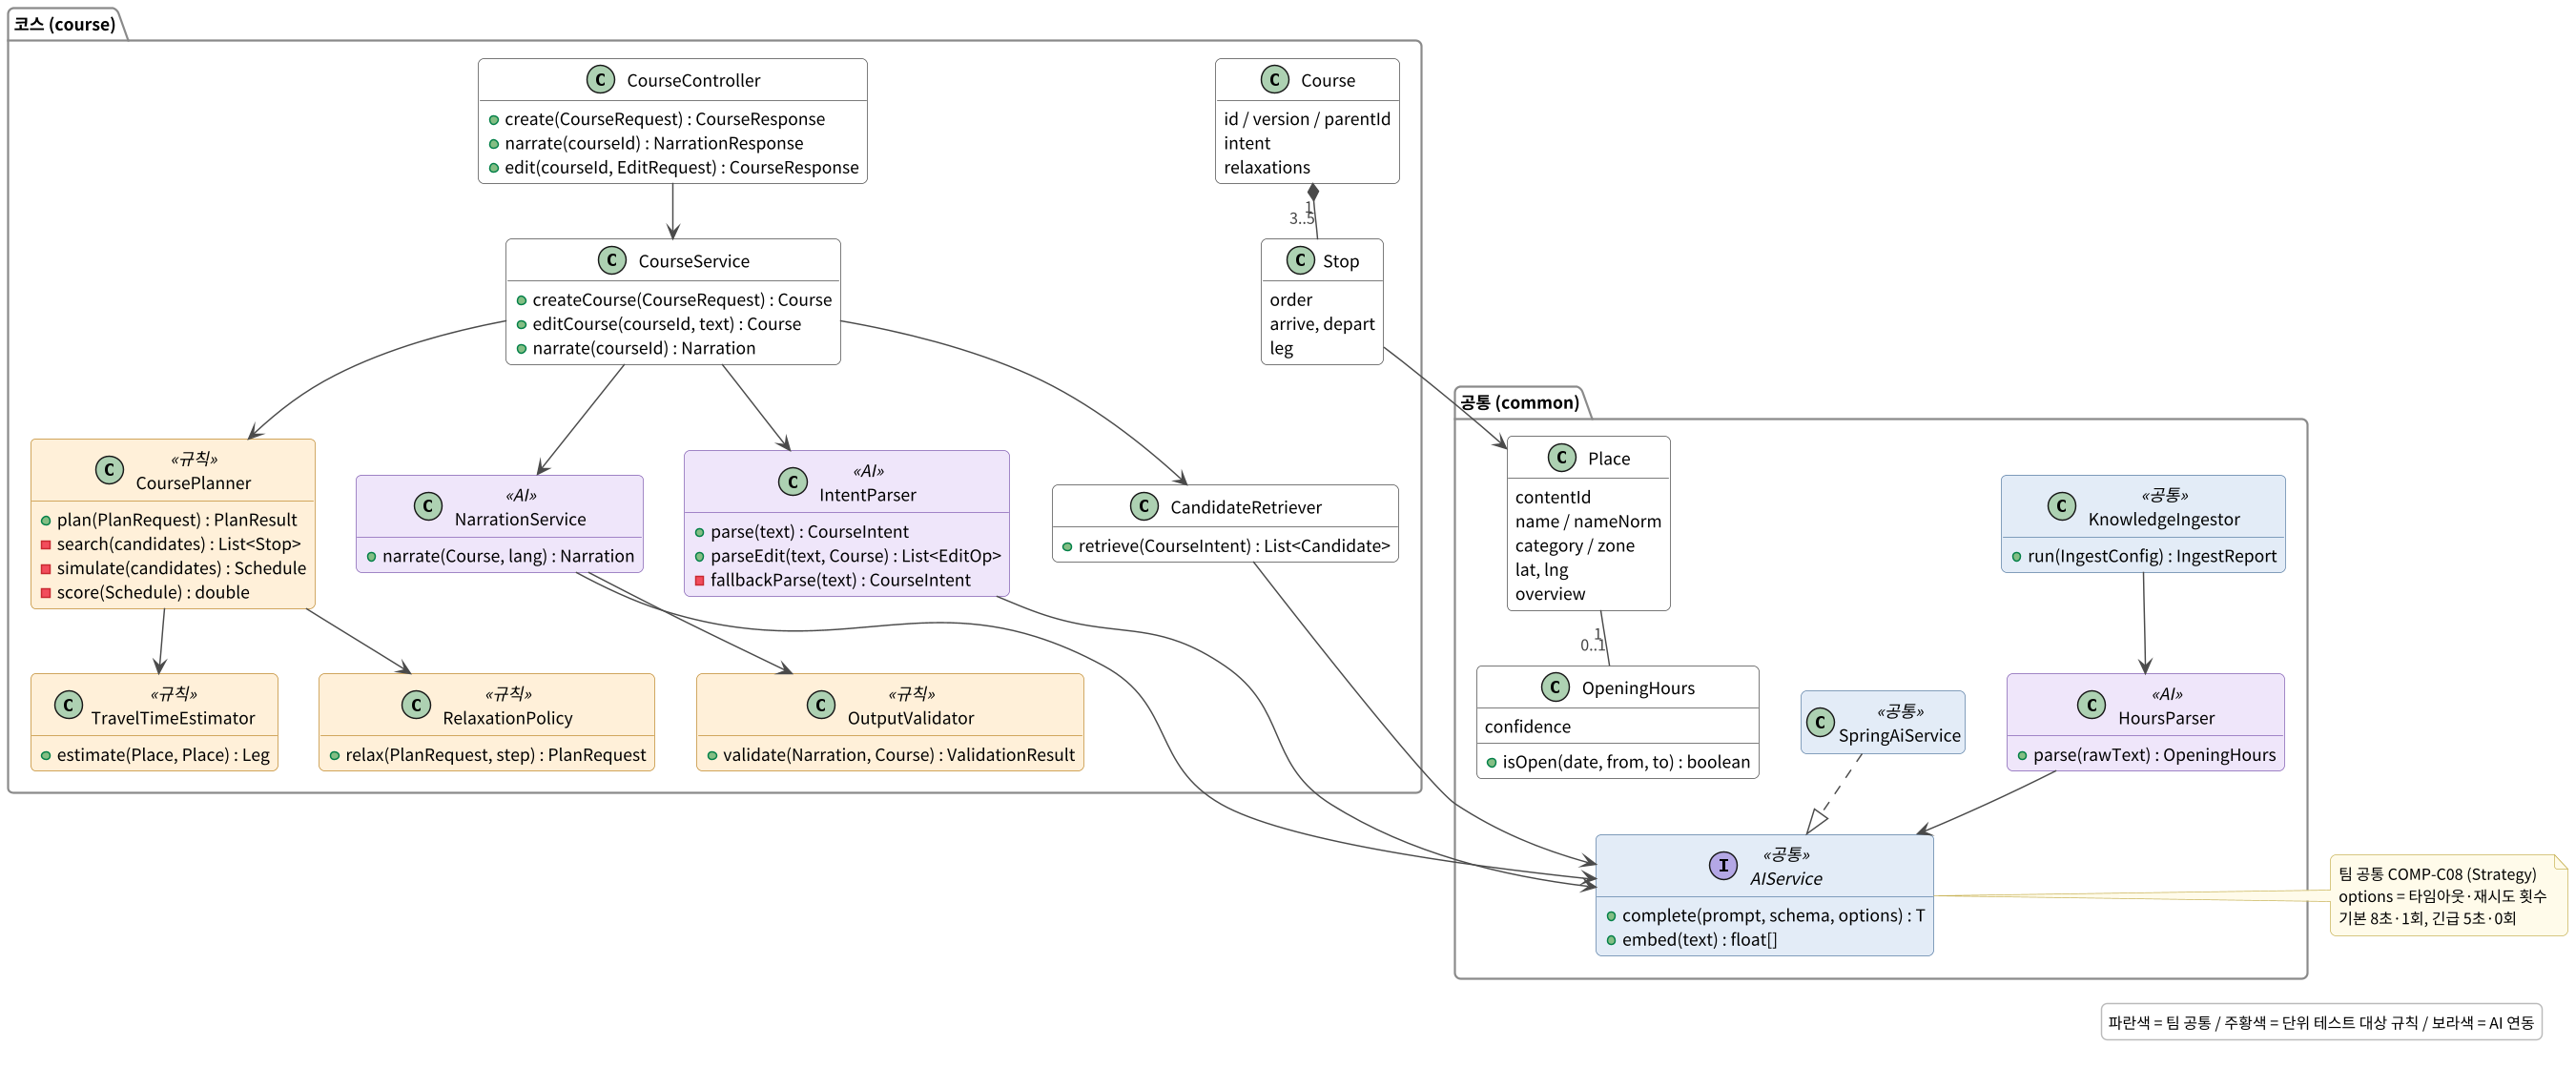 코스 (course)
C CourseController
create(CourseRequest) : CourseResponse
narrate(courseId) : NarrationResponse
edit(courseId, EditRequest) : CourseResponse
C Course
id / version / parentId
intent
relaxations
1
3..5
C CourseService
createCourse(CourseRequest) : Course
editCourse(courseId, text) : Course
narrate(courseId) : Narration
C Stop
order
arrive, depart
leg
«규칙»
C CoursePlanner
plan(PlanRequest) : PlanResult
search(candidates) : List<Stop>
simulate(candidates) : Schedule
score(Schedule) : double
«AI»
C NarrationService
narrate(Course, lang) : Narration
«AI»
C IntentParser
parse(text) : CourseIntent
parseEdit(text, Course) : List<EditOp>
fallbackParse(text) : CourseIntent
C CandidateRetriever
retrieve(CourseIntent) : List<Candidate>
«규칙»
C TravelTimeEstimator
estimate(Place, Place) : Leg
«규칙»
C RelaxationPolicy
relax(PlanRequest, step) : PlanRequest
«규칙»
C OutputValidator
validate(Narration, Course) : ValidationResult
공통 (common)
C Place
contentId
name / nameNorm
category / zone
lat, lng
overview
1
0..1
C OpeningHours
confidence
isOpen(date, from, to) : boolean
«공통»
C KnowledgeIngestor
run(IngestConfig) : IngestReport
«공통»
C SpringAiService
«AI»
C HoursParser
parse(rawText) : OpeningHours
«공통»
I AIService
complete(prompt, schema, options) : T
embed(text) : float[]
팀 공통 COMP-C08 (Strategy)
options = 타임아웃·재시도 횟수
기본 8초·1회, 긴급 5초·0회
파란색 = 팀 공통 / 주황색 = 단위 테스트 대상 규칙 / 보라색 = AI 연동